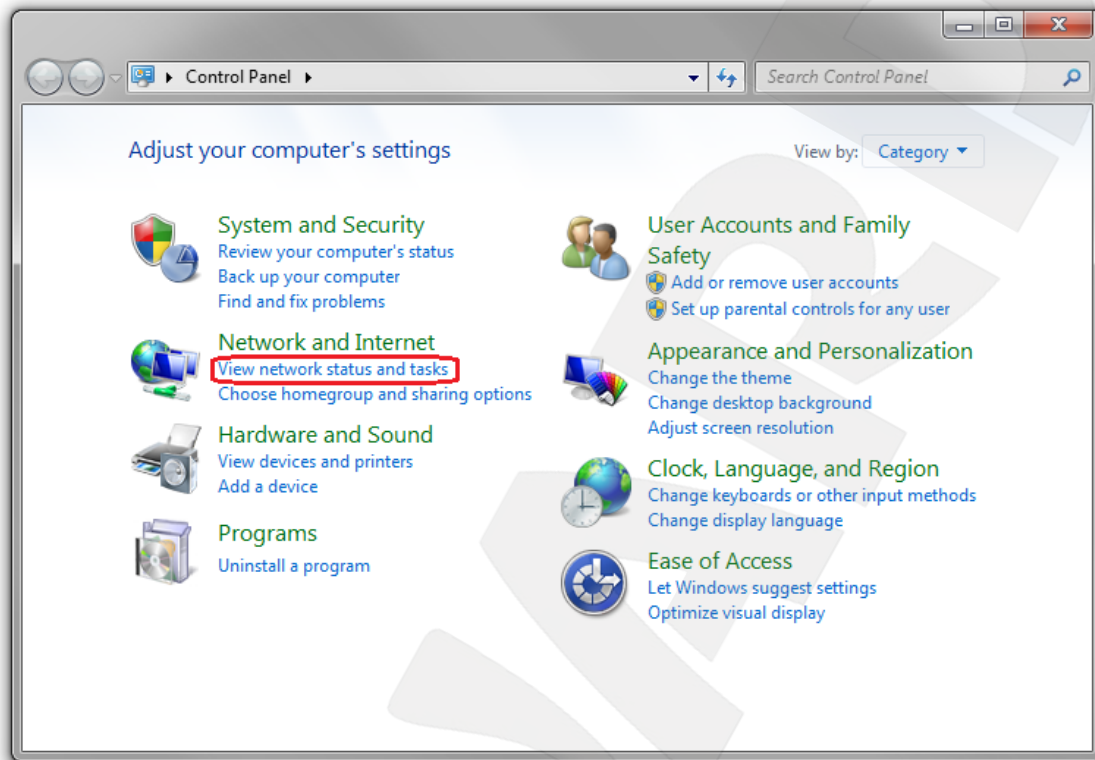 Control Panel
Search Control Panel
Adjust your computer's settings
View by: Category
System and Security
Review your computer's status
Back up your computer
Find and fix problems
Network and Internet
View network status and tasks
Choose homegroup and sharing options
Hardware and Sound
View devices and printers
Add a device
Programs
Uninstall a program
User Accounts and Family
Safety
Add or remove user accounts
Set up parental controls for any user
Appearance and Personalization
Change the theme
Change desktop background
Adjust screen resolution
Clock, Language, and Region
Change keyboards or other input methods
Change display language
Ease of Access
Let Windows suggest settings
Optimize visual display